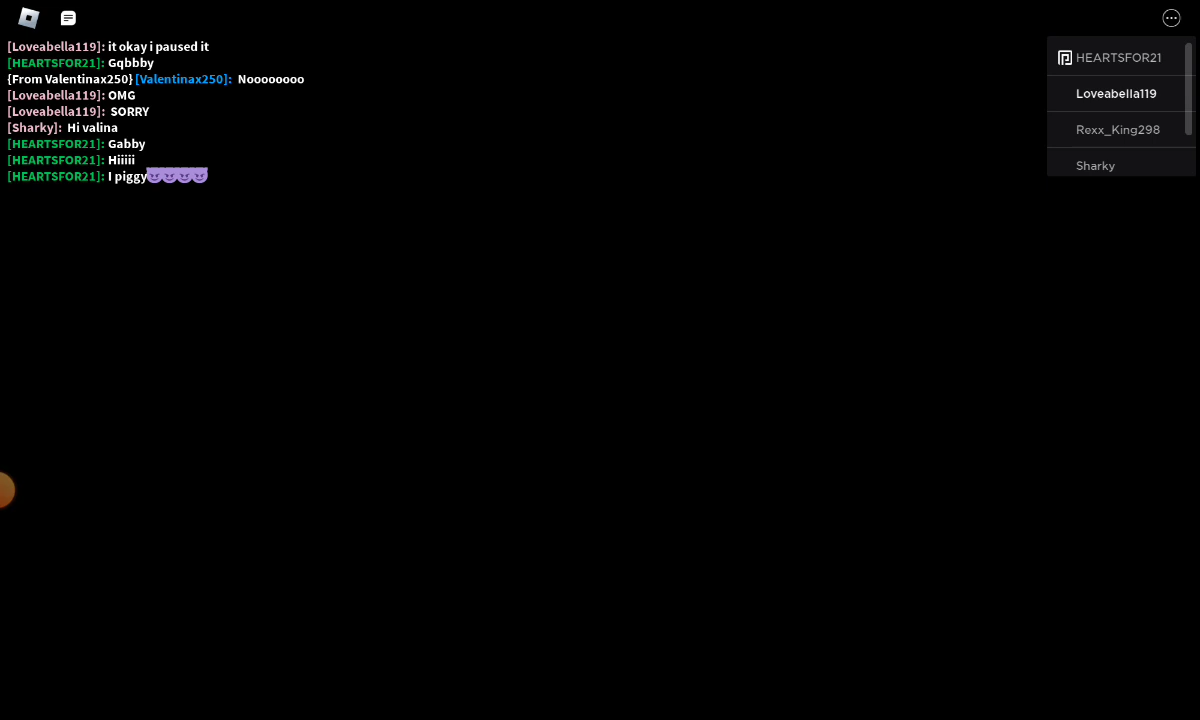 [Loveabella119]: it okay i paused it
[HEARTSFOR21]: Gqbbby
{From Valentinax250} [Valentinax250]: Noooooooo
[Loveabella119]: OMG
[Loveabella119]: SORRY
[Sharky]: Hi valina
[HEARTSFOR21]: Gabby
[HEARTSFOR21]: Hiiiii
[HEARTSFOR21]: I piggy😈😈😈😈
HEARTSFOR21
Loveabella119
Rexx_King298
Sharky